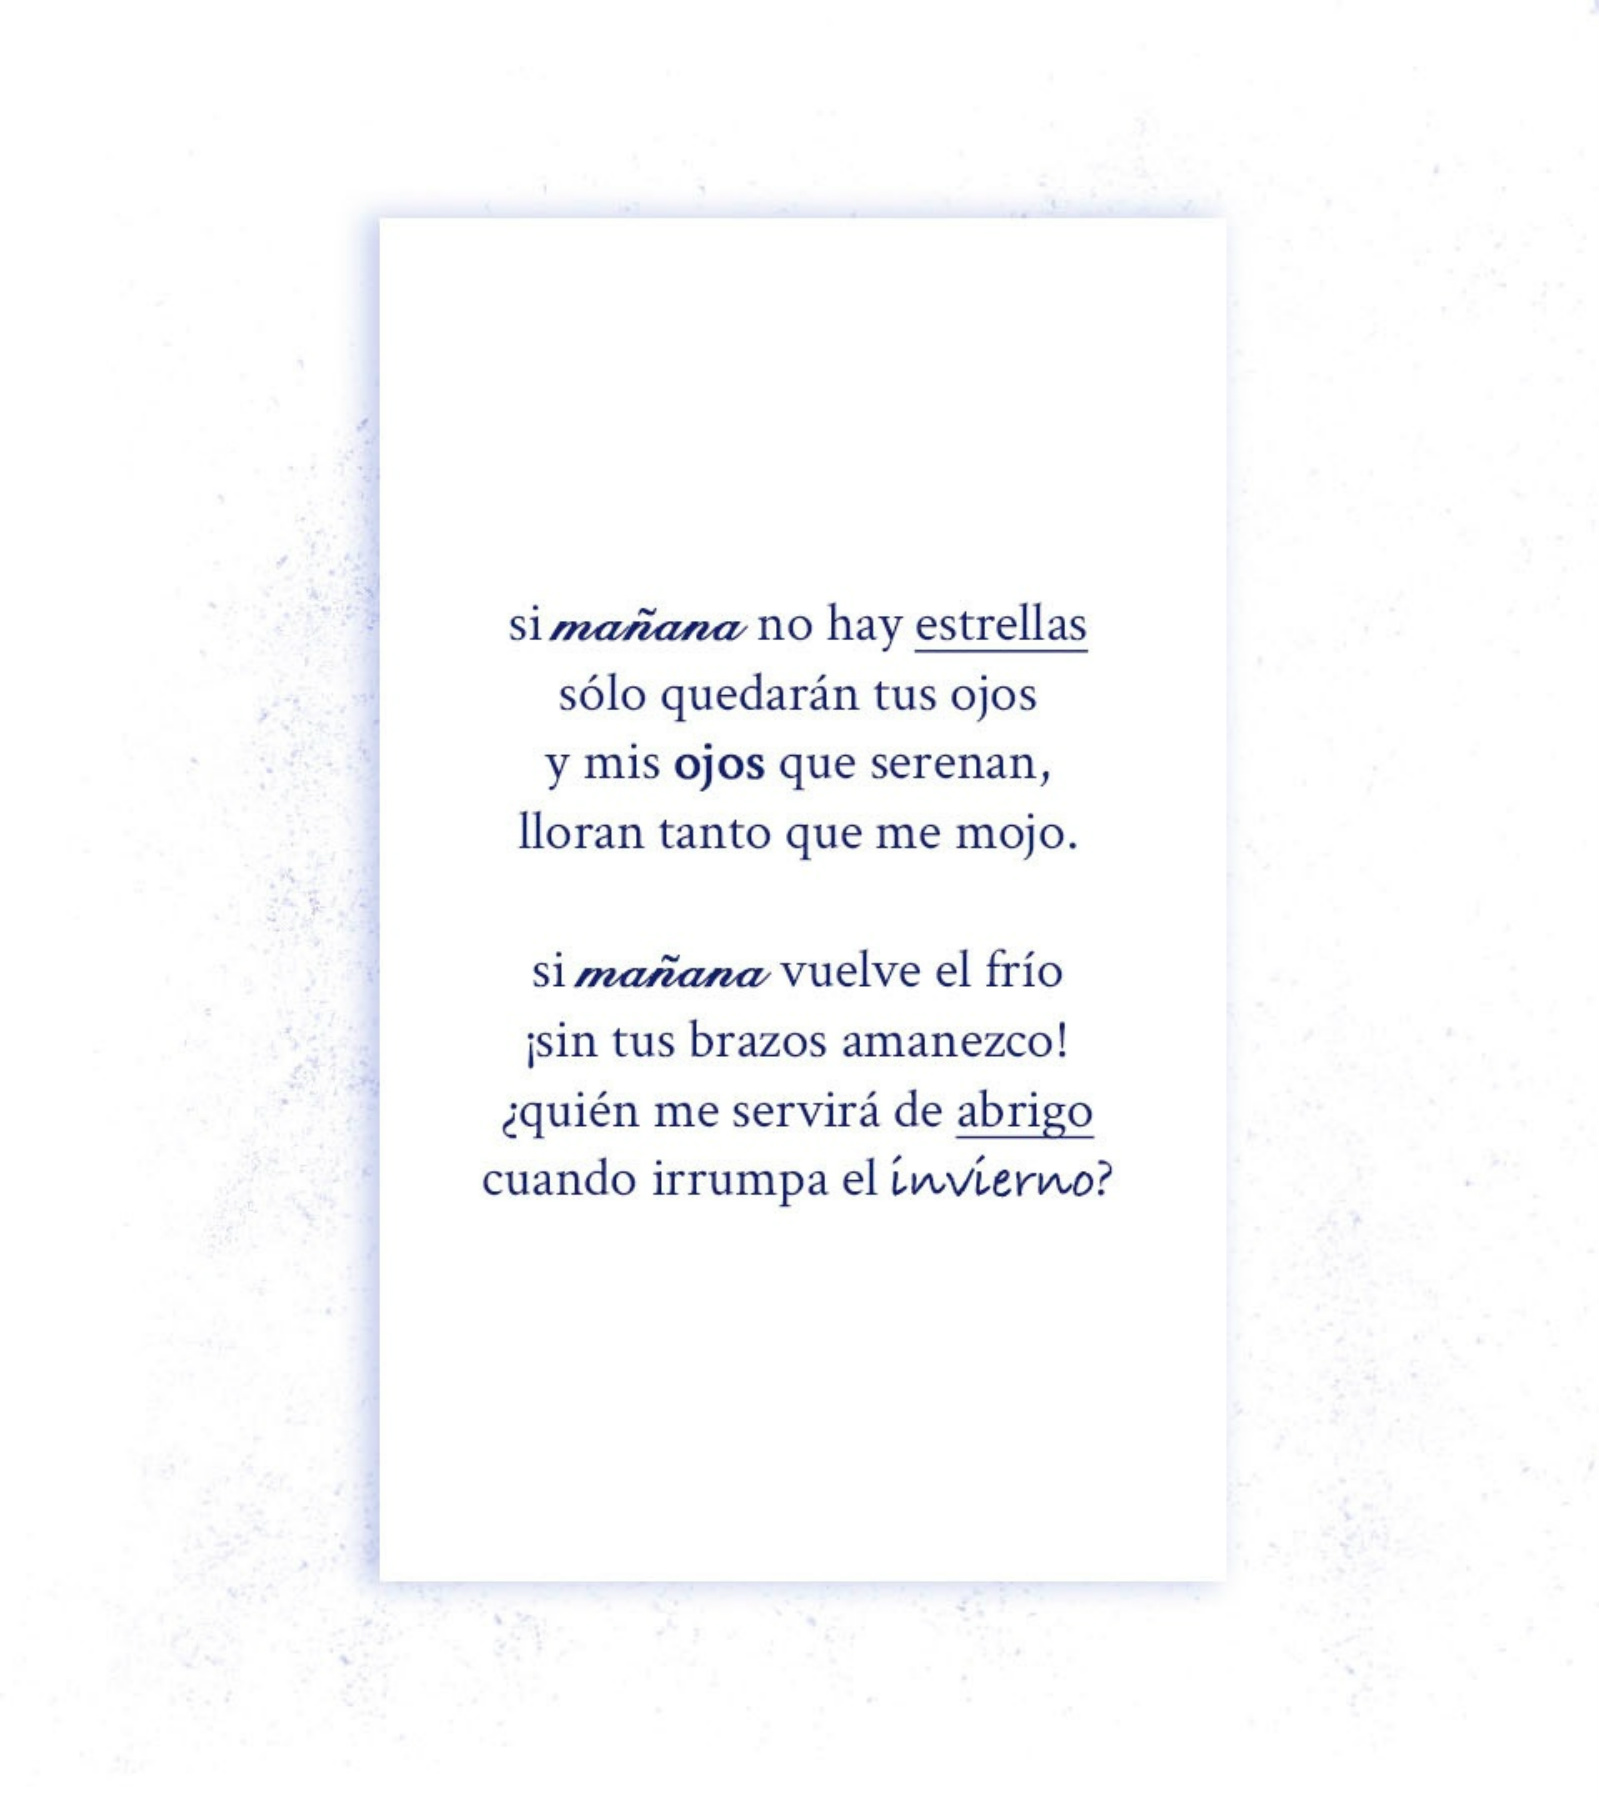 si mañana no hay estrellas
sólo quedarán tus ojos
y mis ojos que serenan,
lloran tanto que me mojo.
si mañana vuelve el frío
¡sin tus brazos amanezco!
¿quién me servirá de abrigo
cuando irrumpa el invierno?